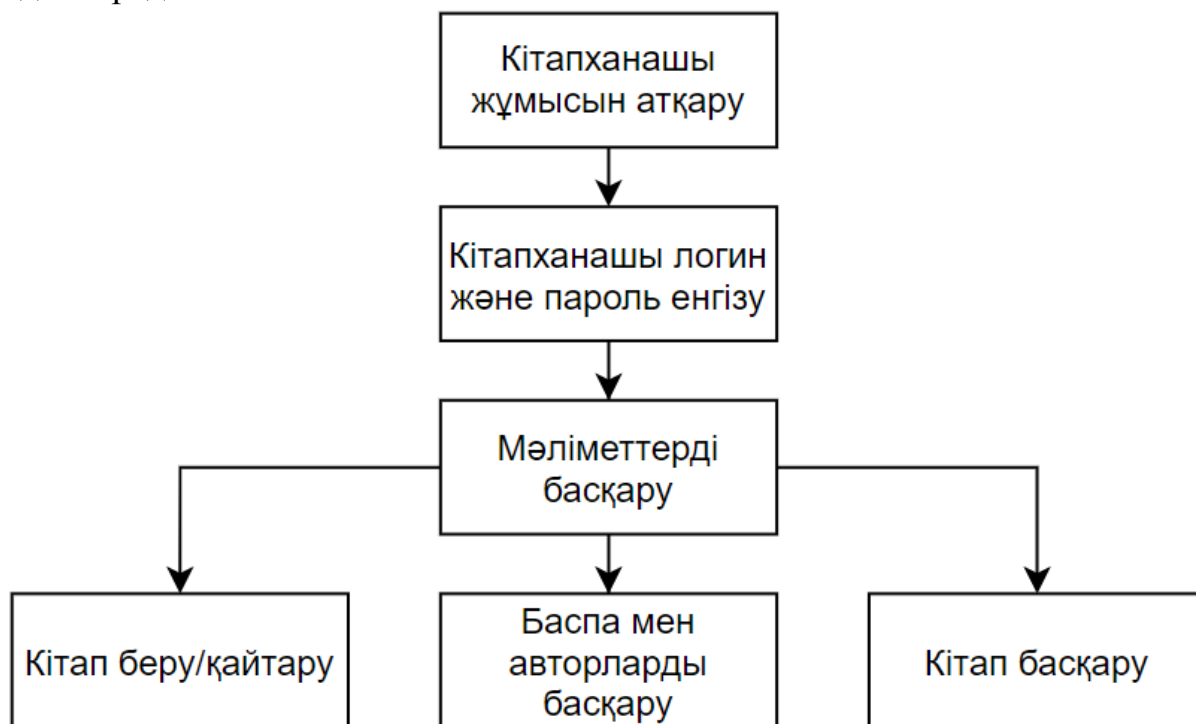 Кітапханашы
жұмысын атқару
Кітапханашы логин
және пароль енгізу
Мәліметтерді
басқару
Кітап беру/қайтару
Баспа мен
авторларды
басқару
Кітап басқару